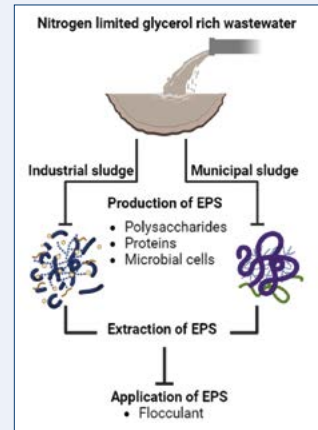 Nitrogen limited glycerol rich wastewater
Industrial sludge
Municipal sludge
Production of EPS
• Polysaccharides
• Proteins
• Microbial cells
Extraction of EPS
Application of EPS
• Flocculant